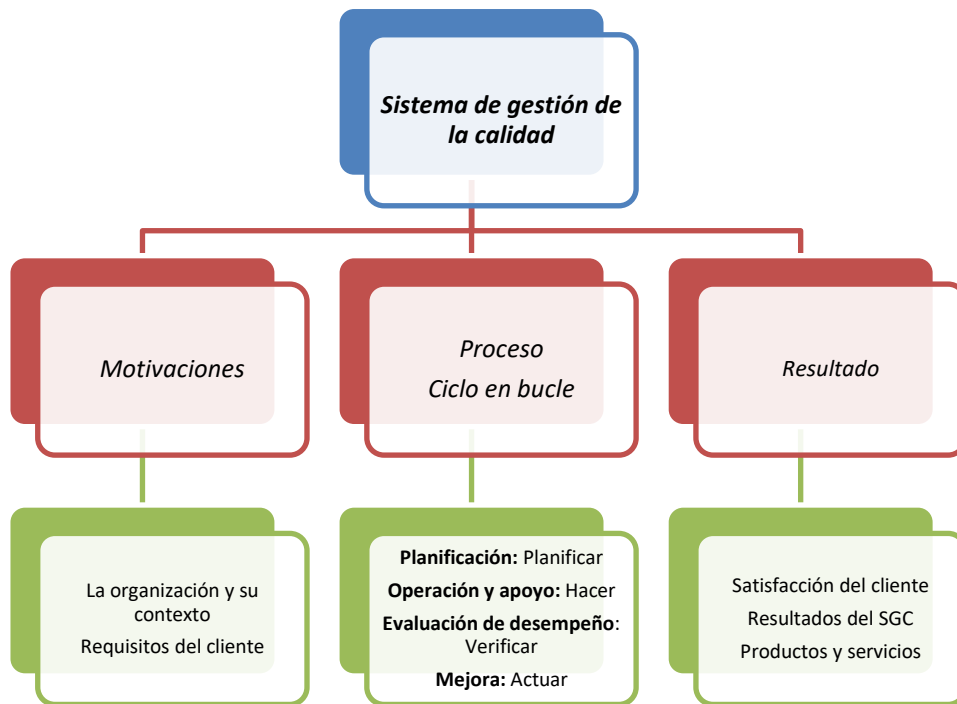 Sistema de gestión de
la calidad
Motivaciones
Proceso
Ciclo en bucle
Resultado
La organización y su
contexto
Requisitos del cliente
Planificación: Planificar
Operación y apoyo: Hacer
Evaluación de desempeño:
Verificar
Mejora: Actuar
Satisfacción del cliente
Resultados del SGC
Productos y servicios